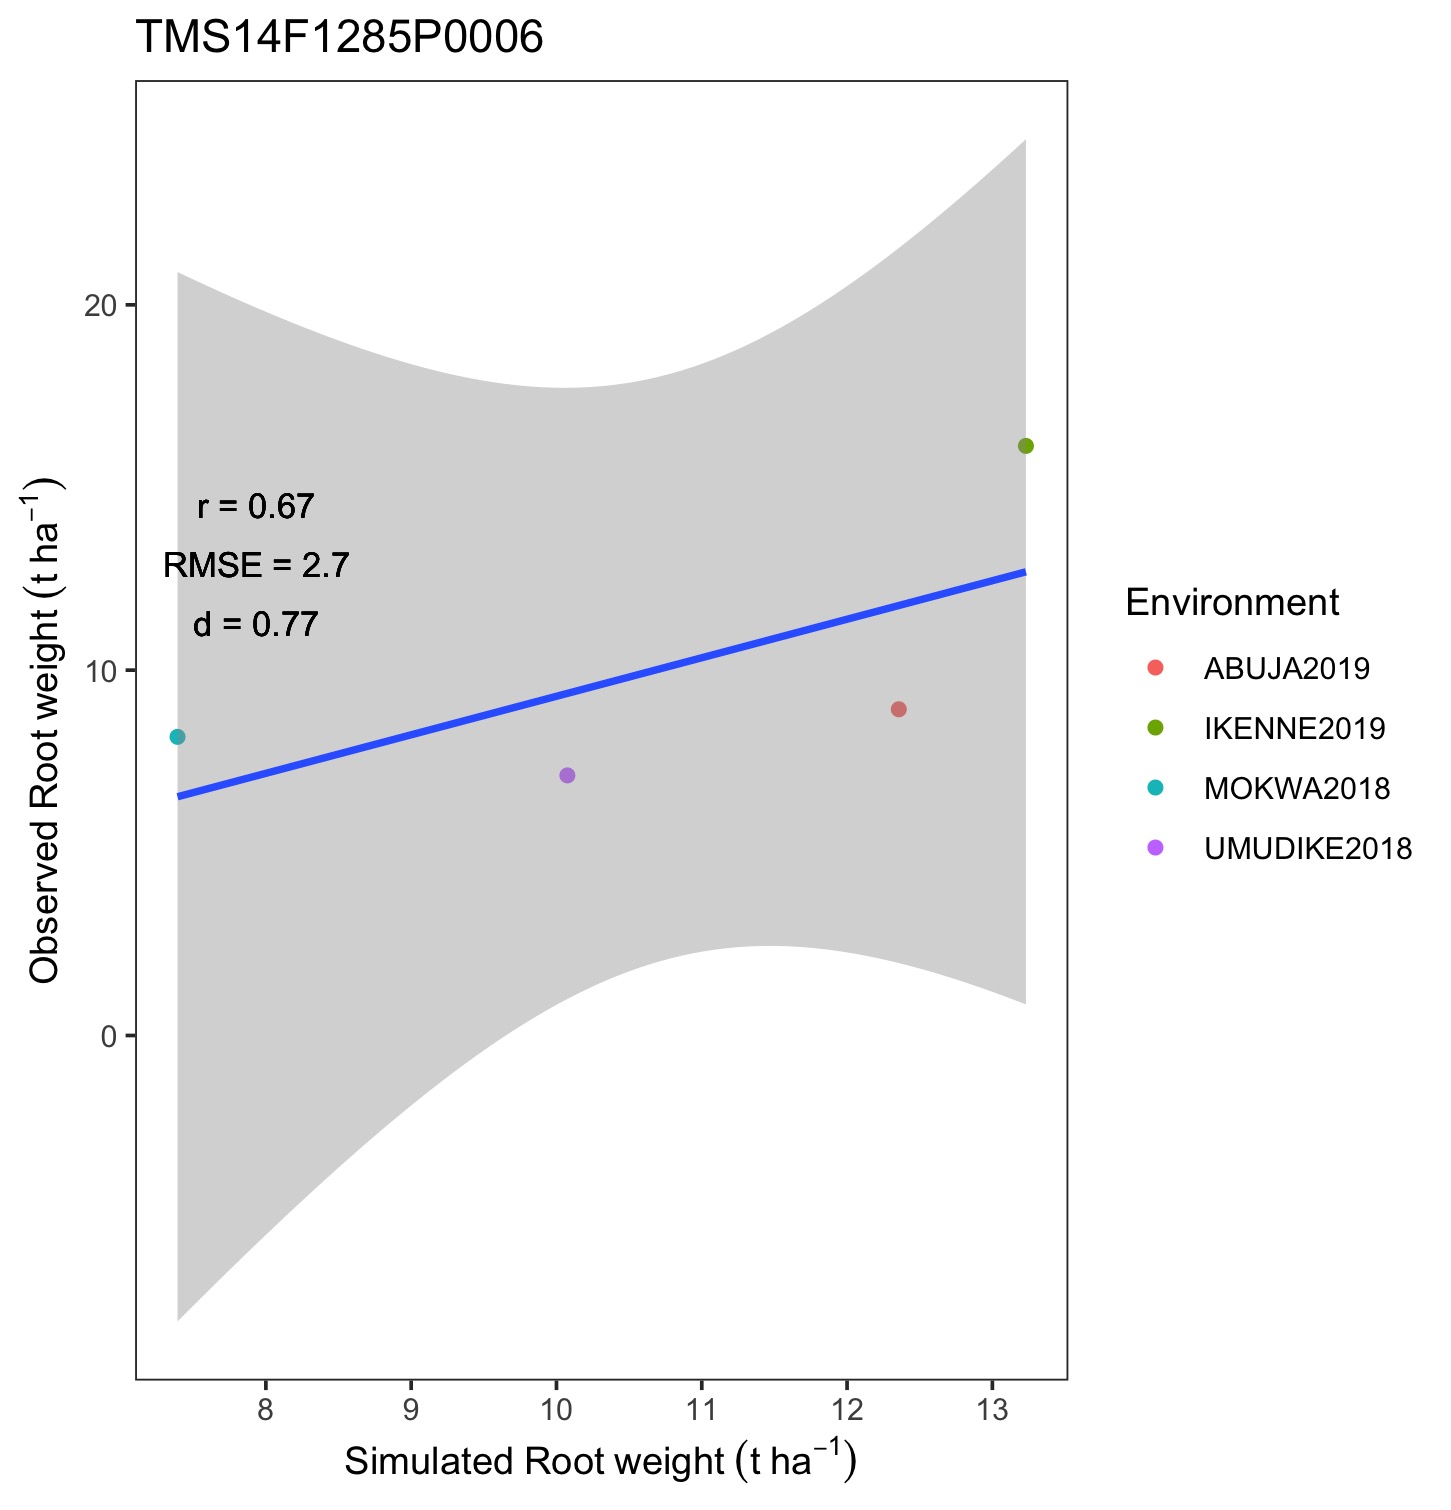 TMS14F1285P0006
Observed Root weight (t ha⁻¹)
20
10
0
r = 0.67
RMSE = 2.7
d = 0.77
8 9 10 11 12 13
Simulated Root weight (t ha⁻¹)
Environment
ABUJA2019
IKENNE2019
MOKWA2018
UMUDIKE2018